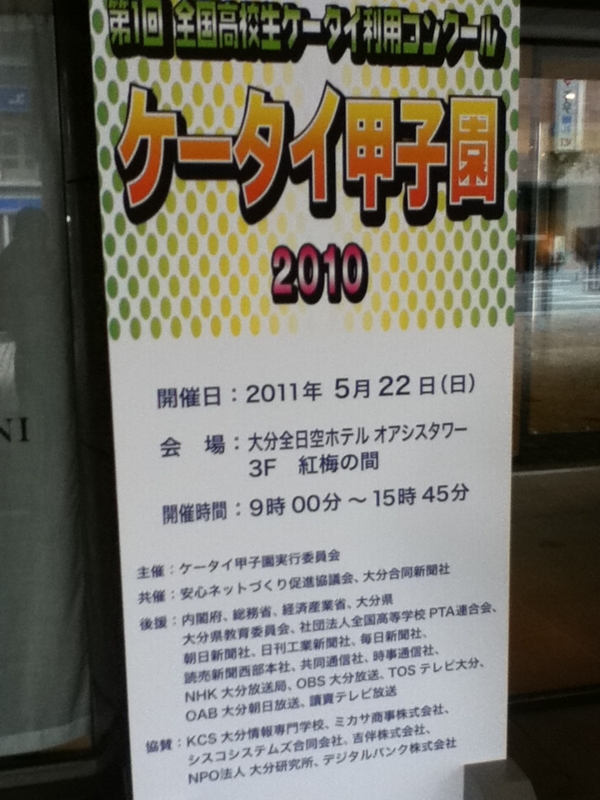 第1回 全国高校生ケータイ利用コンクール
ケータイ甲子園
2010
開催日：2011年 5月22日(日)
会　場：大分全日空ホテル オアシスタワー
3F　紅梅の間
開催時間：9時00分 ～ 15時45分
主催：ケータイ甲子園実行委員会
共催：安心ネットづくり促進協議会、大分合同新聞社
後援：内閣府、総務省、経済産業省、大分県
大分県教育委員会、社団法人全国高等学校PTA連合会、
朝日新聞社、日刊工業新聞社、毎日新聞社、
読売新聞西部本社、共同通信社、時事通信社、
NHK大分放送局、OBS大分放送、TOSテレビ大分、
OAB大分朝日放送、讀賣テレビ放送
協賛：KCS大分情報専門学校、ミカサ商事株式会社、
シスコシステムズ合同会社、吉伴株式会社、
NPO法人 大分研究所、デジタルバンク株式会社
NI